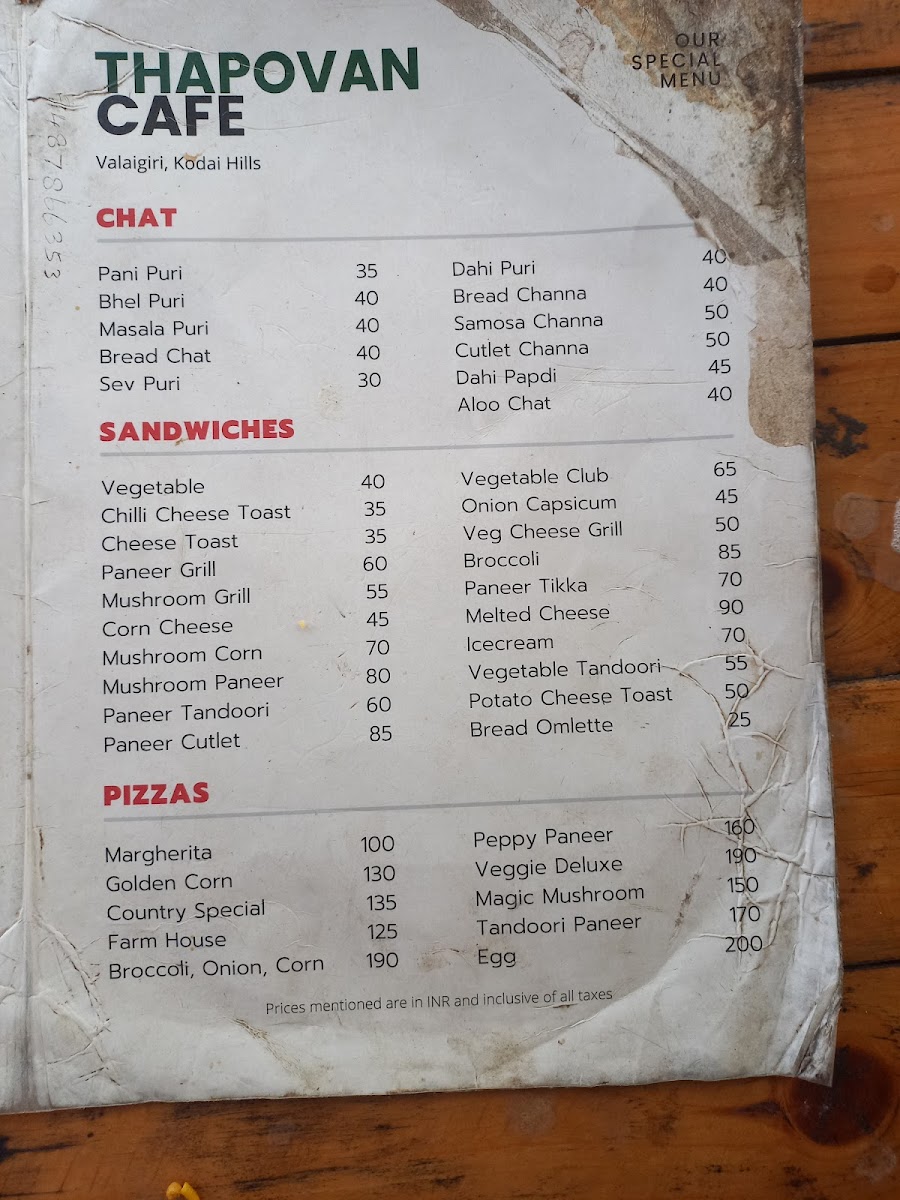 THAPOVAN
CAFE
Valaigiri, Kodai Hills
OUR
SPECIAL
MENU
CHAT
Pani Puri 35
Bhel Puri 40
Masala Puri 40
Bread Chat 40
Sev Puri 30
Dahi Puri 40
Bread Channa 40
Samosa Channa 50
Cutlet Channa 50
Dahi Papdi 45
Aloo Chat 40
SANDWICHES
Vegetable 40
Chilli Cheese Toast 35
Cheese Toast 35
Paneer Grill 60
Mushroom Grill 55
Corn Cheese 45
Mushroom Corn 70
Mushroom Paneer 80
Paneer Tandoori 60
Paneer Cutlet 85
Vegetable Club 65
Onion Capsicum 45
Veg Cheese Grill 50
Broccoli 85
Paneer Tikka 70
Melted Cheese 90
Icecream 70
Vegetable Tandoori 55
Potato Cheese Toast 50
Bread Omlette 25
PIZZAS
Margherita 100
Golden Corn 130
Country Special 135
Farm House 125
Broccoli, Onion, Corn 190
Peppy Paneer 160
Veggie Deluxe 190
Magic Mushroom 150
Tandoori Paneer 170
Egg 200
Prices mentioned are in INR and inclusive of all taxes